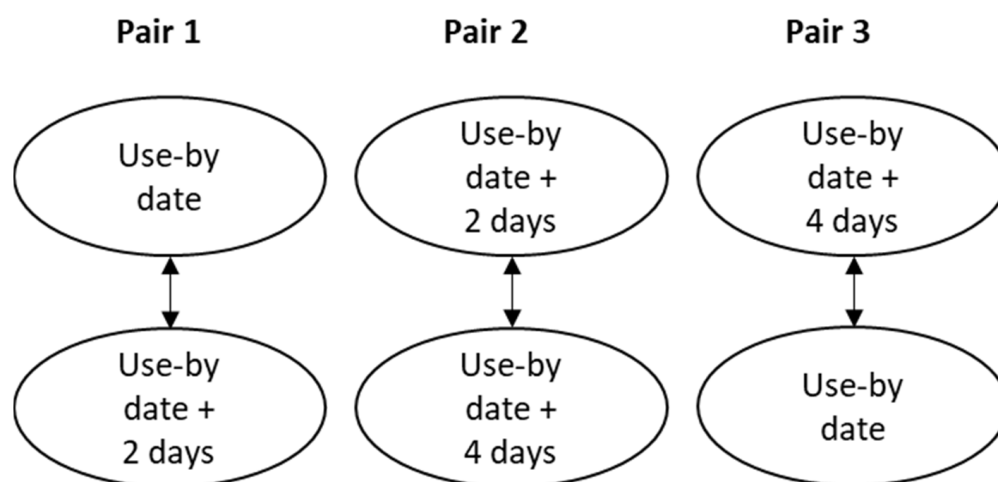 Pair 1
Pair 2
Pair 3
Use-by
date
Use-by
date +
2 days
Use-by
date +
4 days
Use-by
date +
2 days
Use-by
date +
4 days
Use-by
date